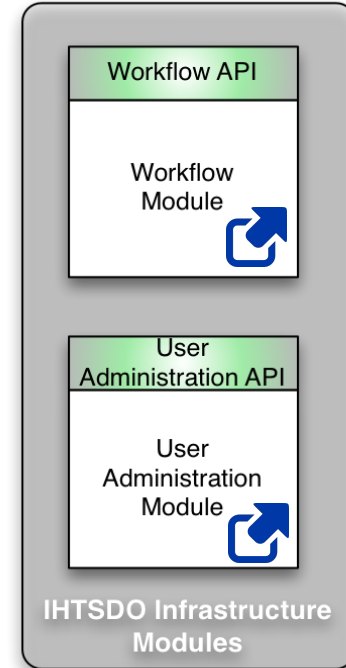 Workflow API
Workflow
Module
User
Administration API
User
Administration
Module
IHTSDO Infrastructure
Modules